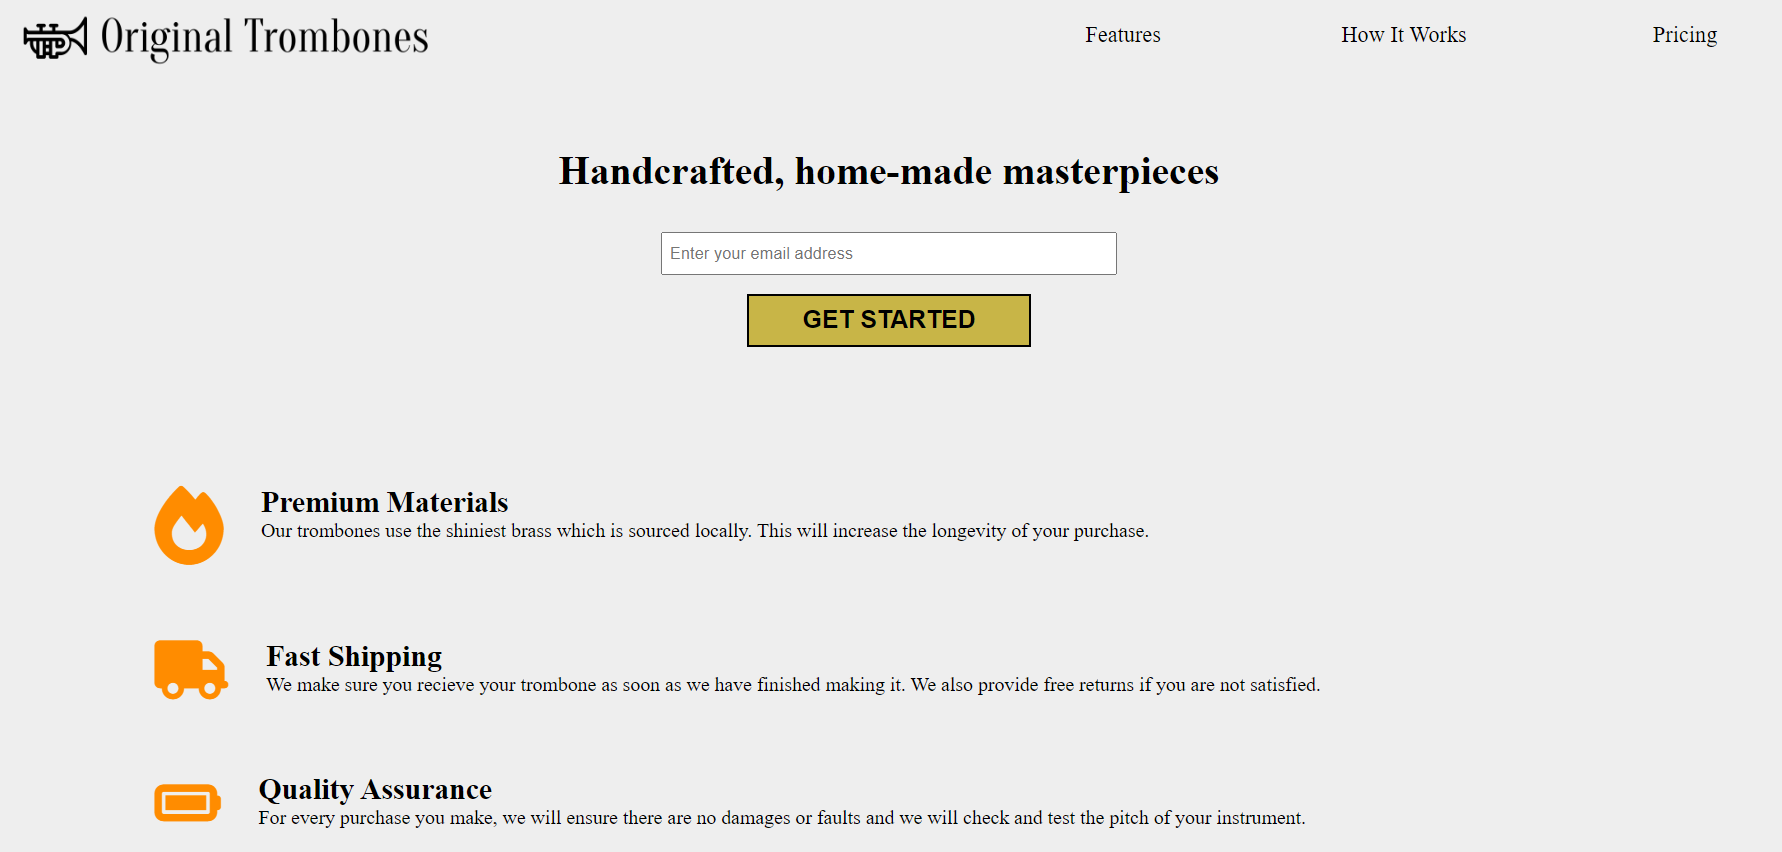 Original Trombones
Features
How It Works
Pricing
Handcrafted, home-made masterpieces
Enter your email address
GET STARTED
Premium Materials
Our trombones use the shiniest brass which is sourced locally. This will increase the longevity of your purchase.
Fast Shipping
We make sure you recieve your trombone as soon as we have finished making it. We also provide free returns if you are not satisfied.
Quality Assurance
For every purchase you make, we will ensure there are no damages or faults and we will check and test the pitch of your instrument.